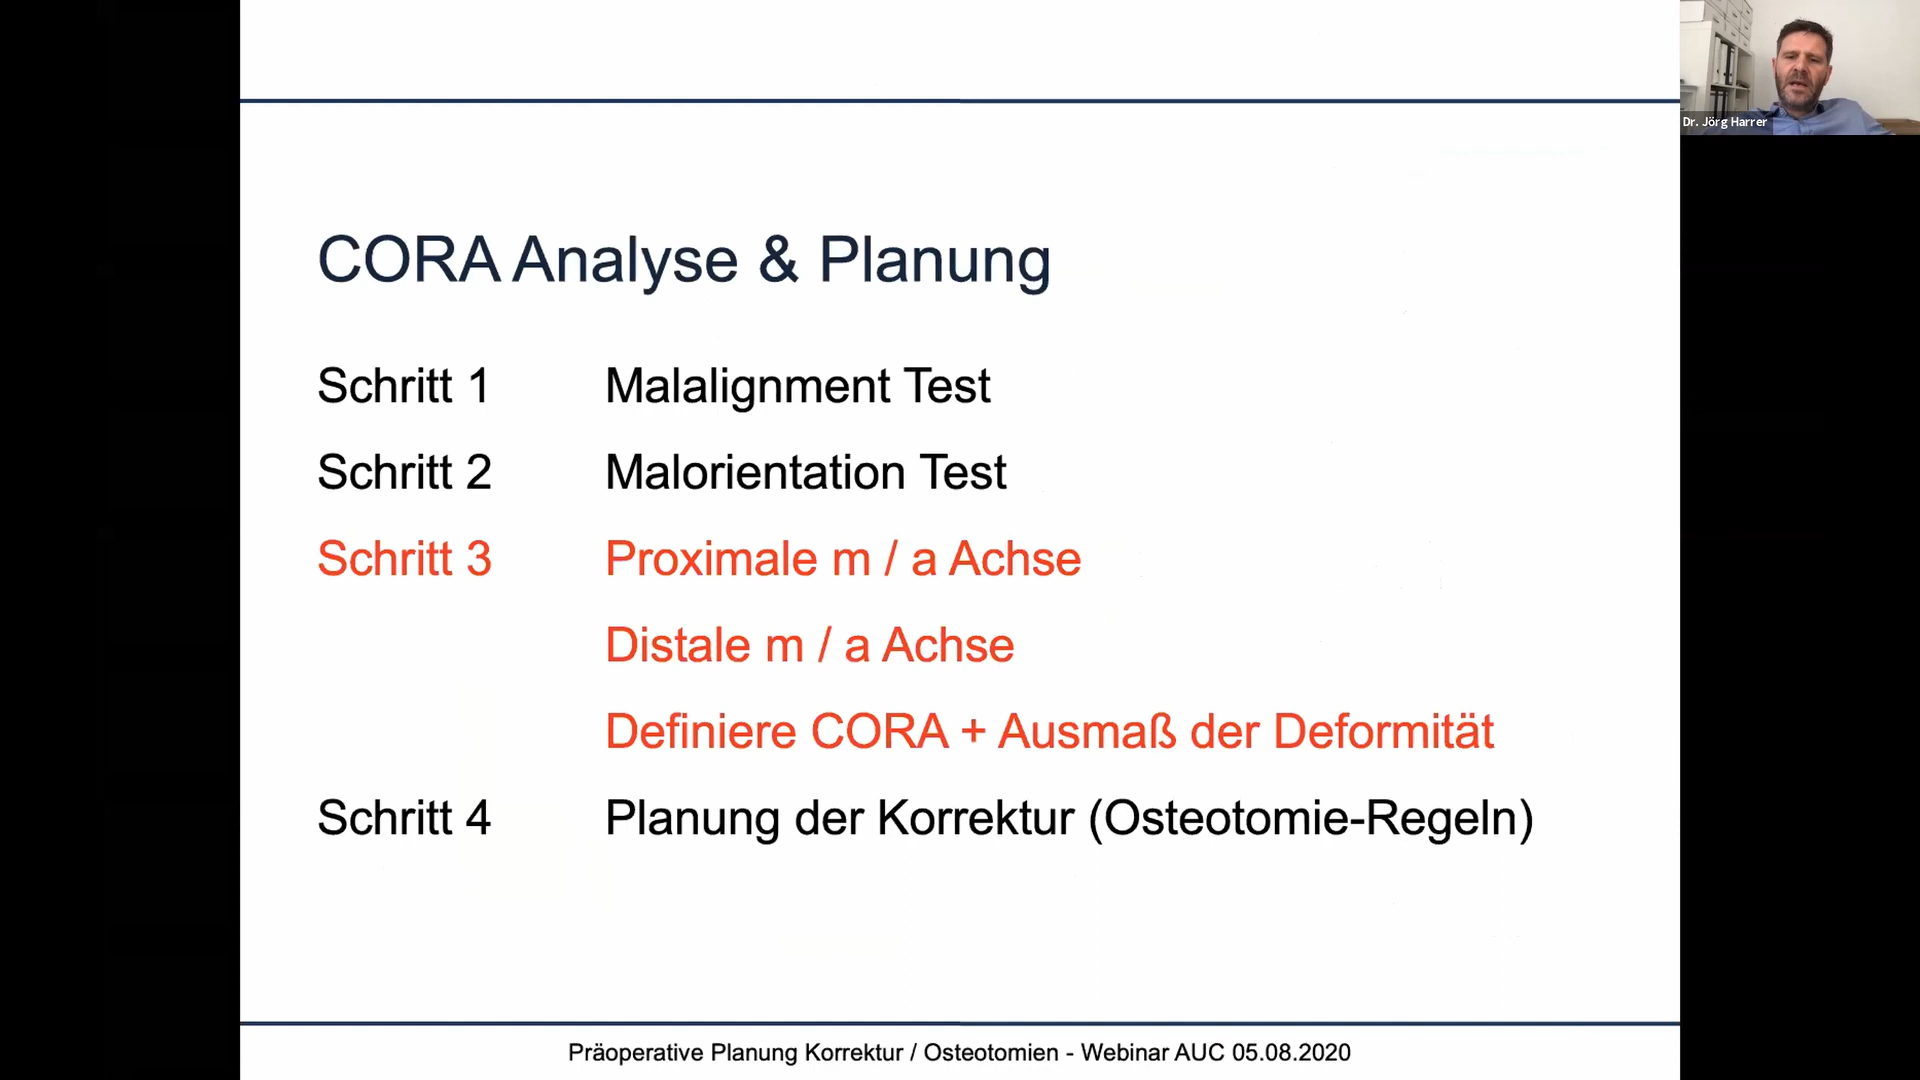 Dr. Jörg Harrer
CORA Analyse & Planung
Schritt 1 Malalignment Test
Schritt 2 Malorientation Test
Schritt 3 Proximale m / a Achse
Distale m / a Achse
Definiere CORA + Ausmaß der Deformität
Schritt 4 Planung der Korrektur (Osteotomie-Regeln)
Präoperative Planung Korrektur / Osteotomien - Webinar AUC 05.08.2020